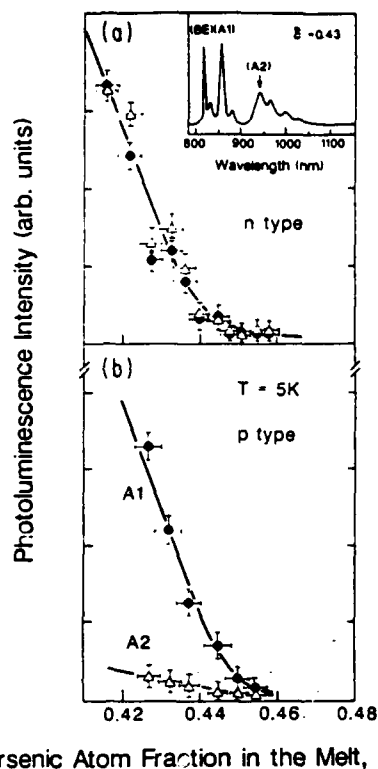 (a)
(BE)(A1)
(A2)
= 0.43
800 900 1000 1100
Wavelength (nm)
n type
Photoluminescence Intensity (arb. units)
(b)
T = 5K
p type
A1
A2
0.42 0.44 0.46 0.48
rsenic Atom Fraction in the Melt,